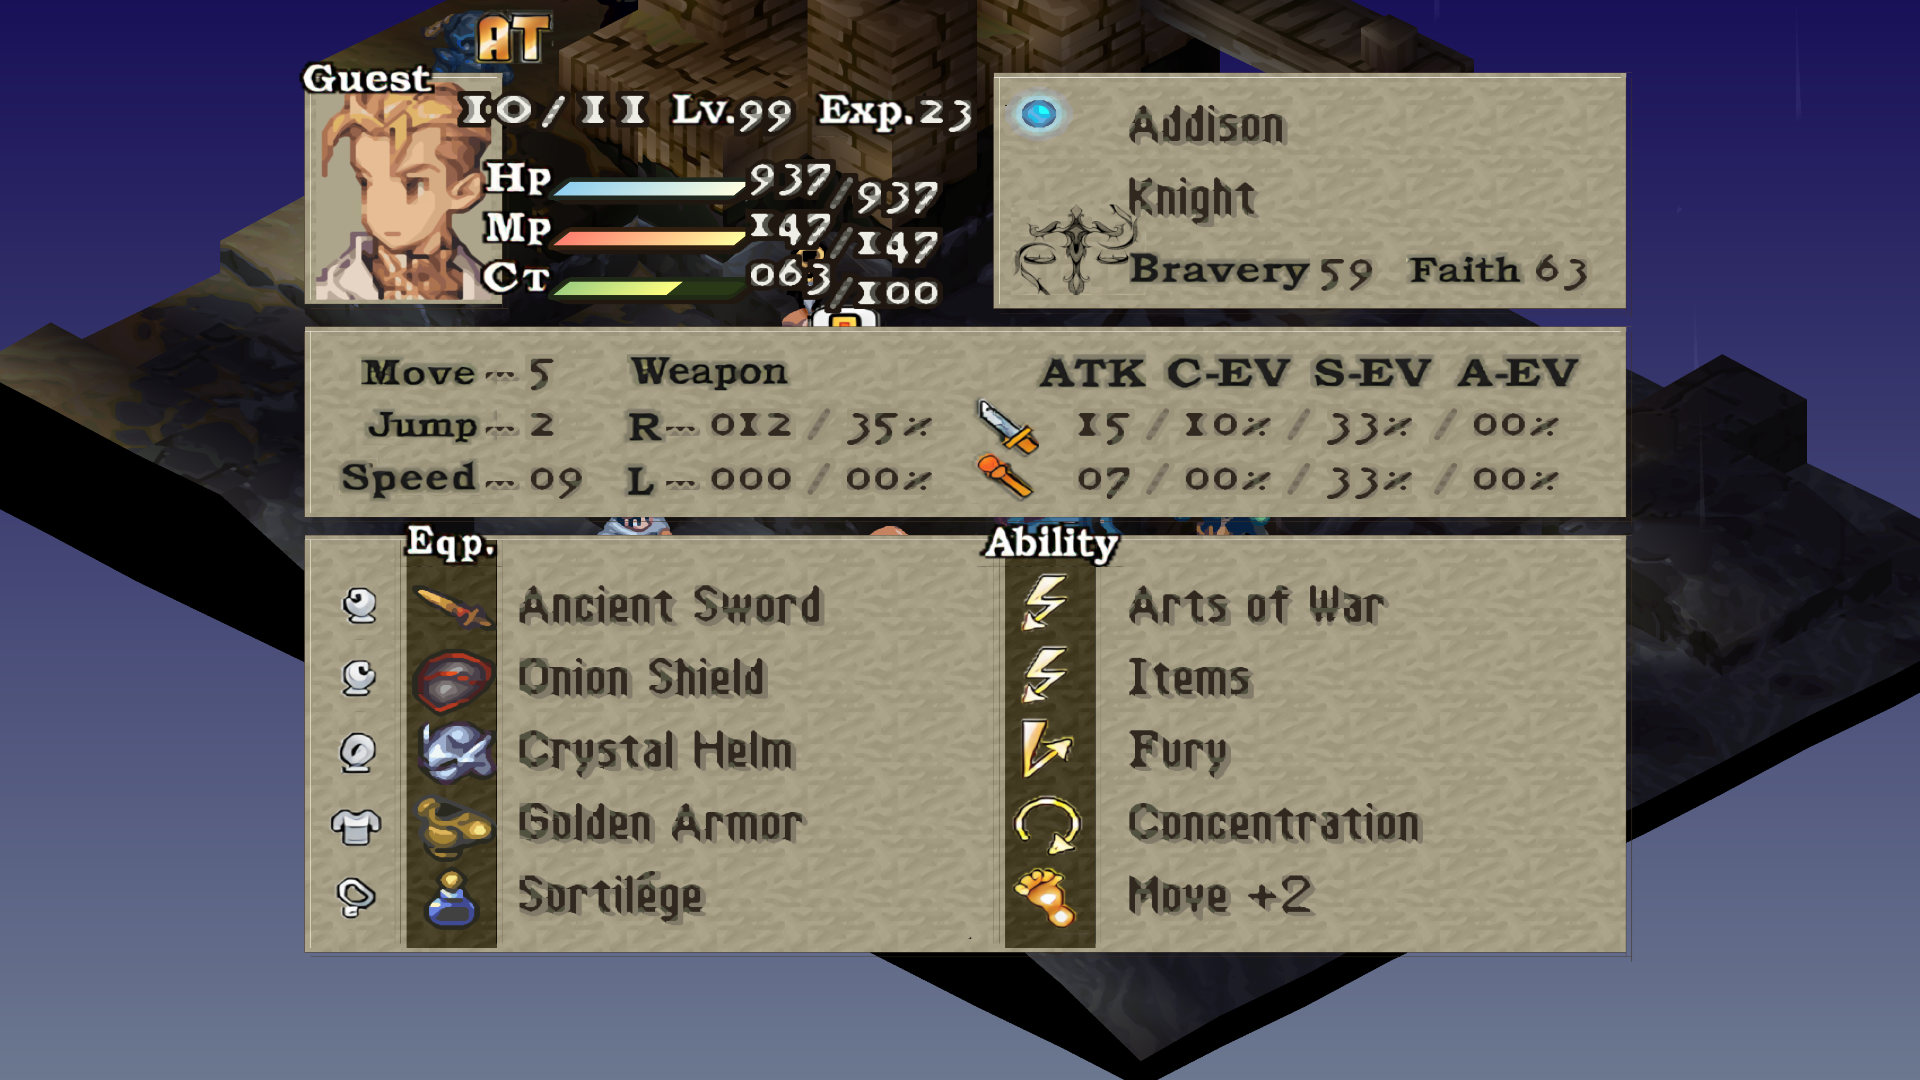 AT
Guest
10/11 Lv.99 Exp.23
Hp 937/937
Mp 147/147
Ct 063/100
Addison
Knight
Bravery 59 Faith 63
Move 5 Weapon ATK C-EV S-EV A-EV
Jump 2 R 012 / 35% 15 / 10% / 33% / 00%
Speed 09 L 000 / 00% 07 / 00% / 33% / 00%
Eqp. Ability
Ancient Sword Arts of War
Onion Shield Items
Crystal Helm Fury
Golden Armor Concentration
Sortilége Move +2